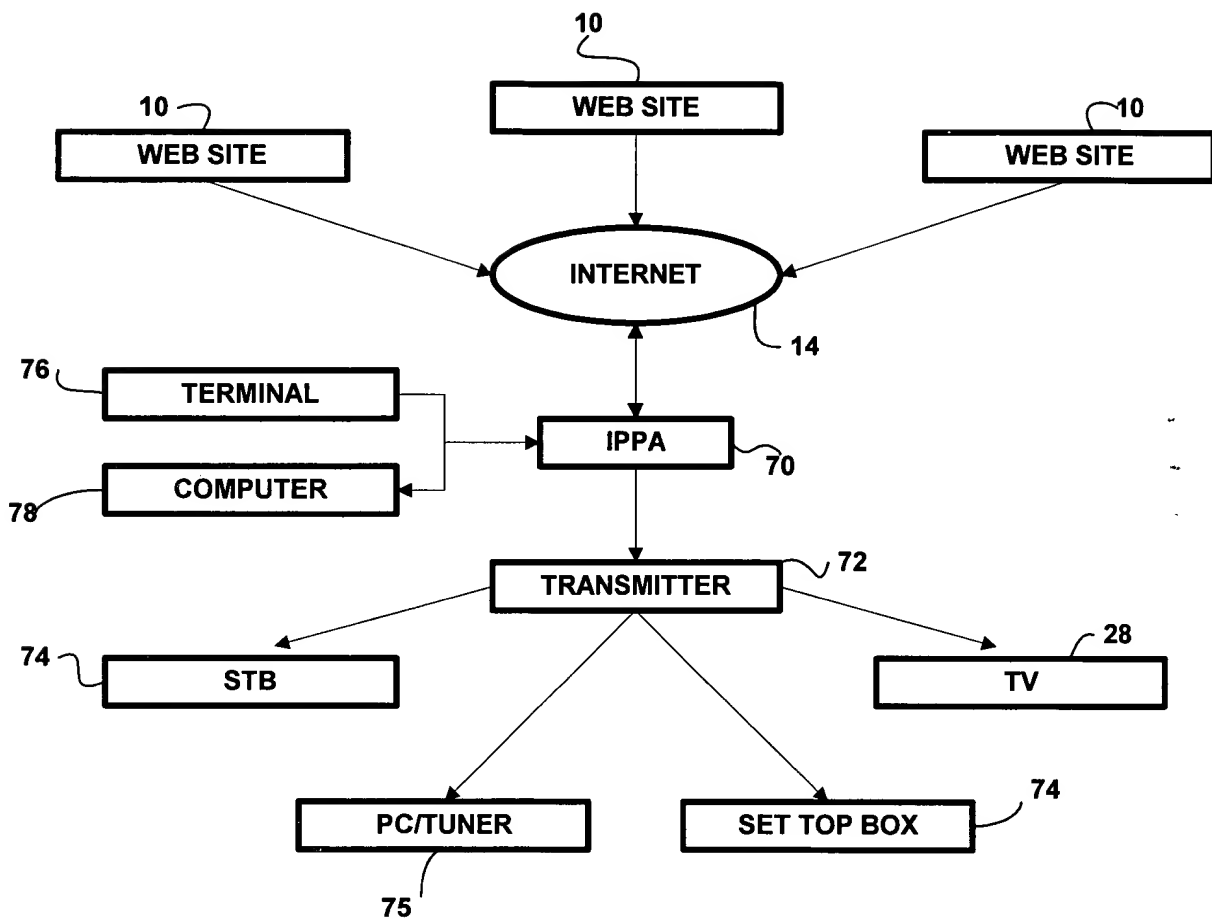 10
WEB SITE
10
WEB SITE
10
WEB SITE
INTERNET
14
76
TERMINAL
IPPA
70
78
COMPUTER
72
TRANSMITTER
74
STB
28
TV
PC/TUNER
75
SET TOP BOX
74